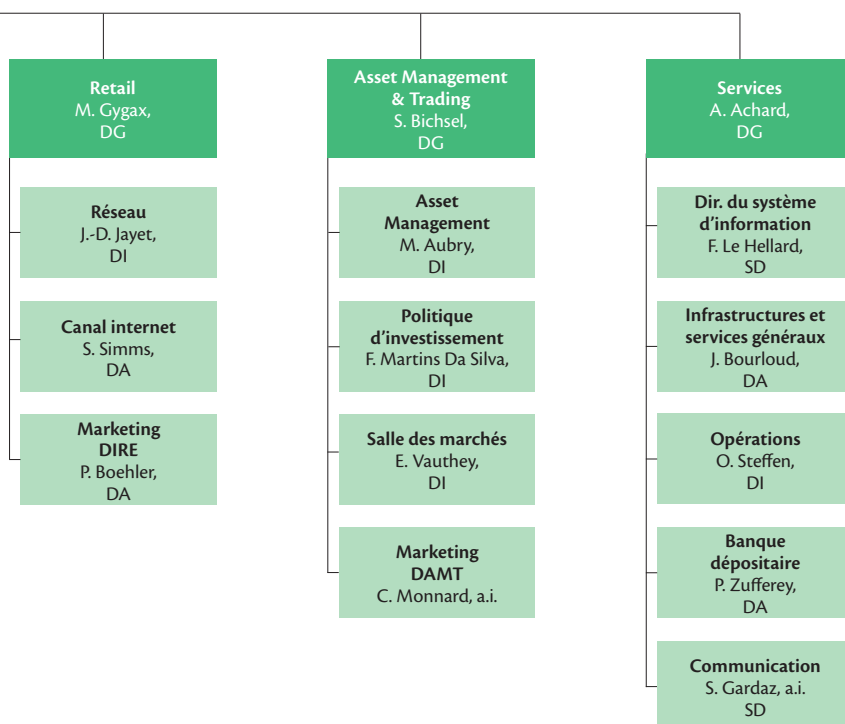 Retail
M. Gygax,
DG
Réseau
J.-D. Jayet,
DI
Canal internet
S. Simms,
DA
Marketing
DIRE
P. Boehler,
DA
Asset Management
& Trading
S. Bichsel,
DG
Asset
Management
M. Aubry,
DI
Politique
d'investissement
F. Martins Da Silva,
DI
Salle des marchés
E. Vauthey,
DI
Marketing
DAMT
C. Monnard, a.i.
Services
A. Achard,
DG
Dir. du système
d'information
F. Le Hellard,
SD
Infrastructures et
services généraux
J. Bourloud,
DA
Opérations
O. Steffen,
DI
Banque
dépositaire
P. Zufferey,
DA
Communication
S. Gardaz, a.i.
SD